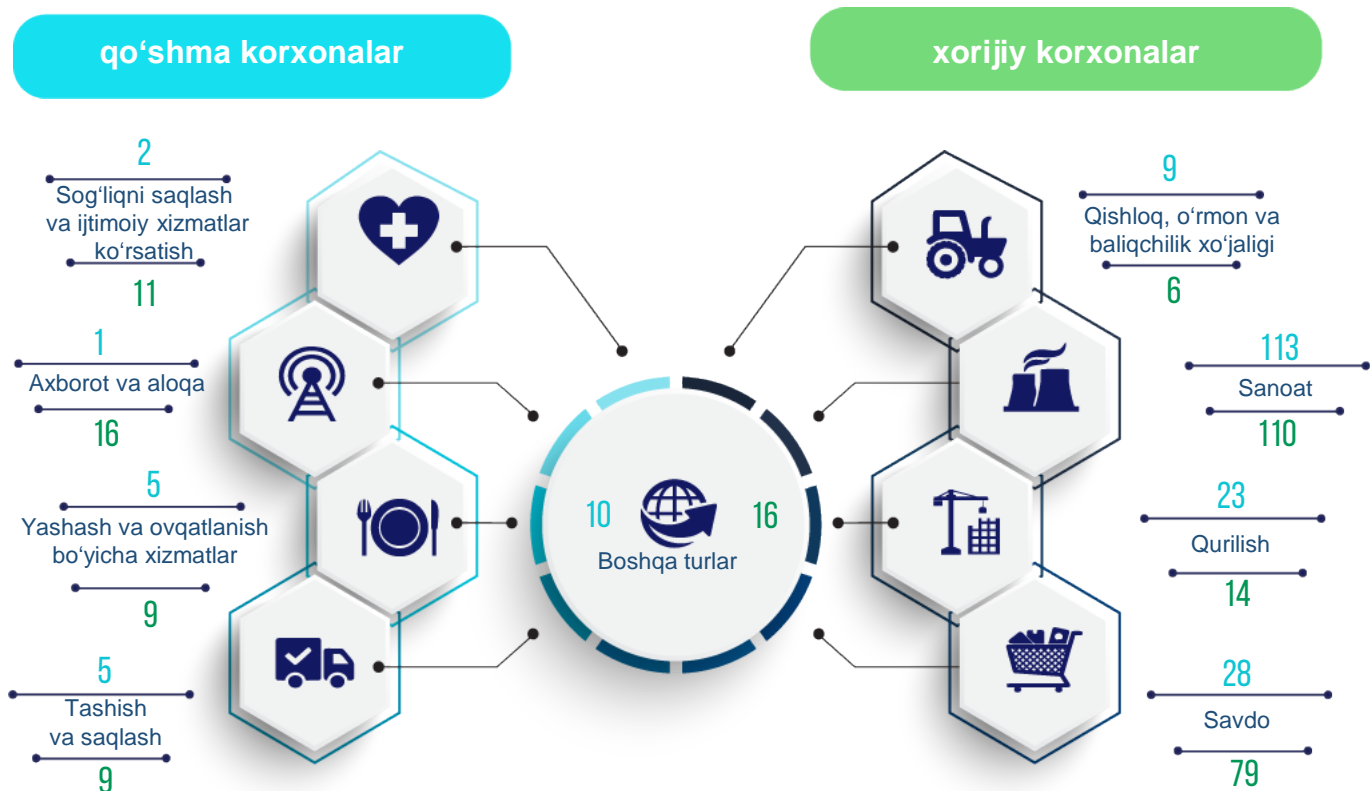 qo‘shma korxonalar
xorijiy korxonalar
2
Sog‘liqni saqlash
va ijtimoiy xizmatlar
ko‘rsatish
11
1
Axborot va aloqa
16
5
Yashash va ovqatlanish
bo‘yicha xizmatlar
9
5
Tashish
va saqlash
9
10
16
Boshqa turlar
9
Qishloq, o‘rmon va
baliqchilik xo‘jaligi
6
113
Sanoat
110
23
Qurilish
14
28
Savdo
79